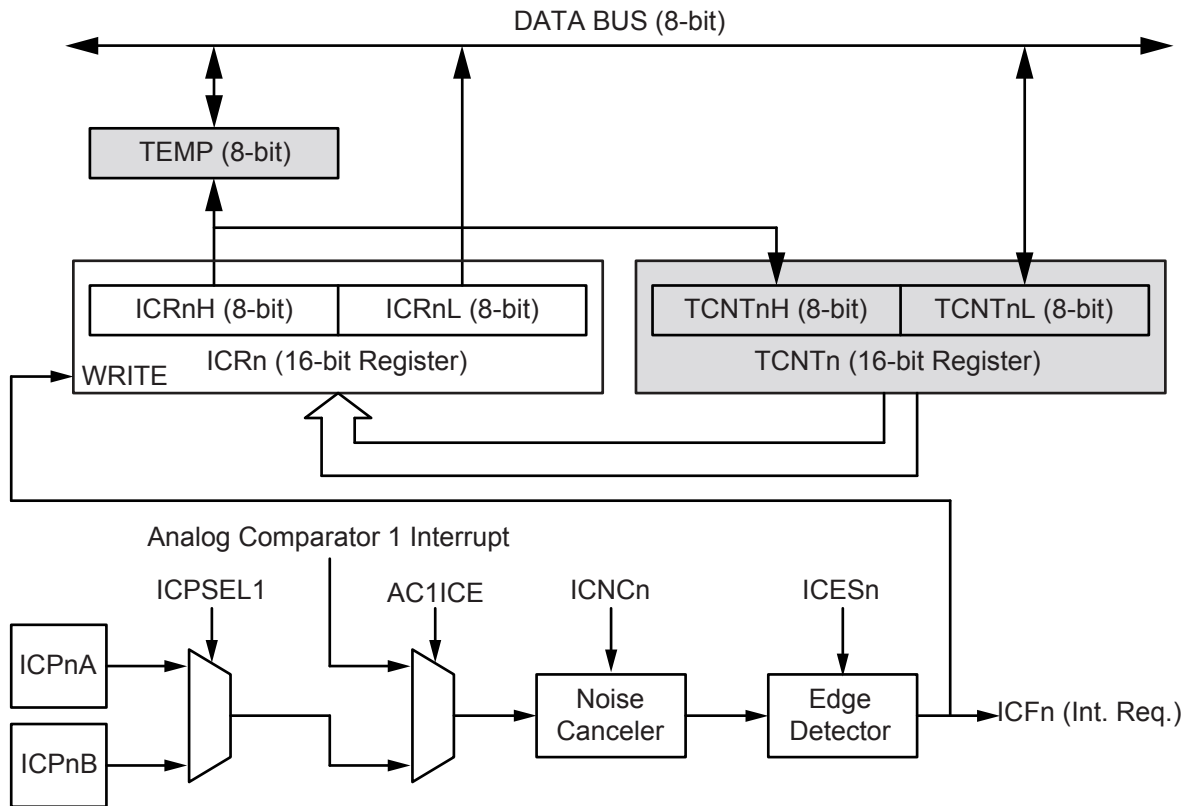 DATA BUS (8-bit)
TEMP (8-bit)
ICRnH (8-bit)
ICRnL (8-bit)
TCNTnH (8-bit)
TCNTnL (8-bit)
ICRn (16-bit Register)
TCNTn (16-bit Register)
WRITE
Analog Comparator 1 Interrupt
ICPSEL1
AC1ICE
ICNCn
ICESn
ICPnA
Noise
Canceler
Edge
Detector
ICFn (Int. Req.)
ICPnB